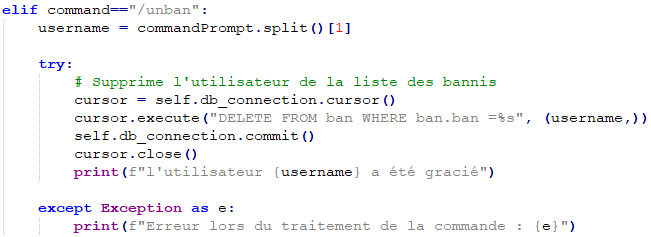 elif command=="/unban":
    username = commandPrompt.split()[1]

    try:
        # Supprime l'utilisateur de la liste des bannis
        cursor = self.db_connection.cursor()
        cursor.execute("DELETE FROM ban WHERE ban.ban =%s", (username,))
        self.db_connection.commit()
        cursor.close()
        print(f"l'utilisateur {username} a été gracié")

    except Exception as e:
        print(f"Erreur lors du traitement de la commande : {e}")